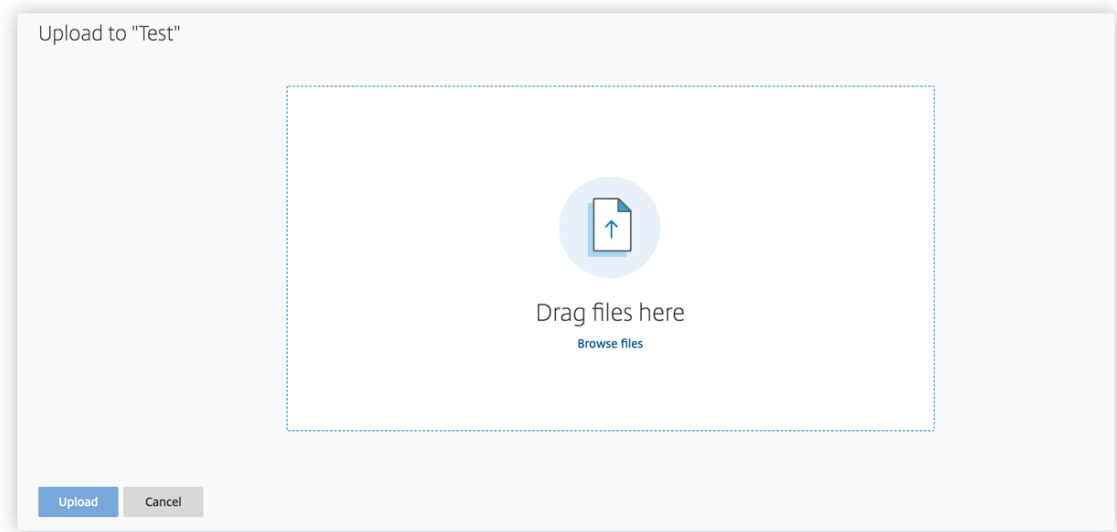 Upload to "Test"
Drag files here
Browse files
Upload
Cancel